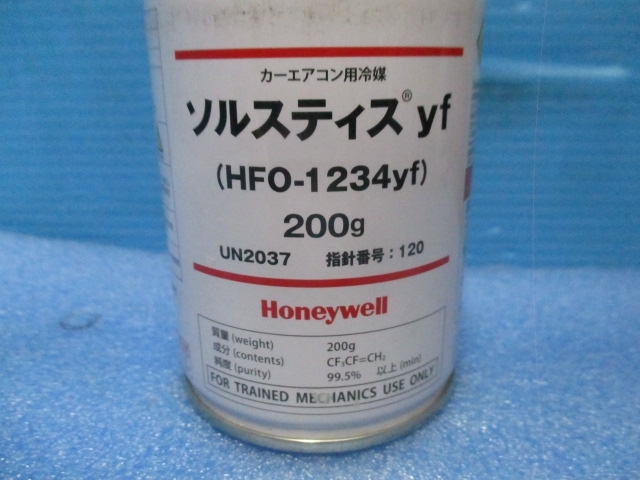 カーエアコン用冷媒
ソルスティス® yf
(HFO-1234yf)
200g
UN2037 指針番号：120
Honeywell
質量 (weight) 200g
成分 (contents) CF₃CF=CH₂
純度 (purity) 99.5% 以上 (min)
FOR TRAINED MECHANICS USE ONLY